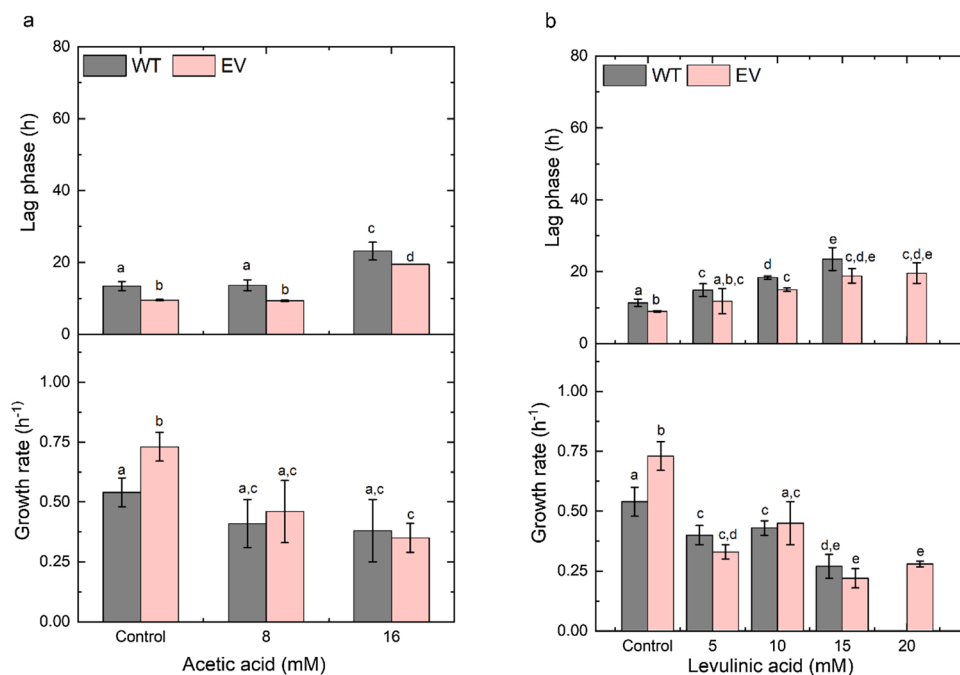 a
80
60
40
20
0
Lag phase (h)
WT
EV
a
b
a
b
c
d
1.00
0.75
0.50
0.25
0.00
Growth rate (h⁻¹)
a
b
a,c
a,c
a,c
c
Control
8
16
Acetic acid (mM)
b
80
60
40
20
0
Lag phase (h)
WT
EV
a
b
c
a,b,c
d
c
e
c,d,e
c,d,e
1.00
0.75
0.50
0.25
0.00
Growth rate (h⁻¹)
a
b
c
c,d
c
a,c
d,e
e
e
Control
5
10
15
20
Levulinic acid (mM)